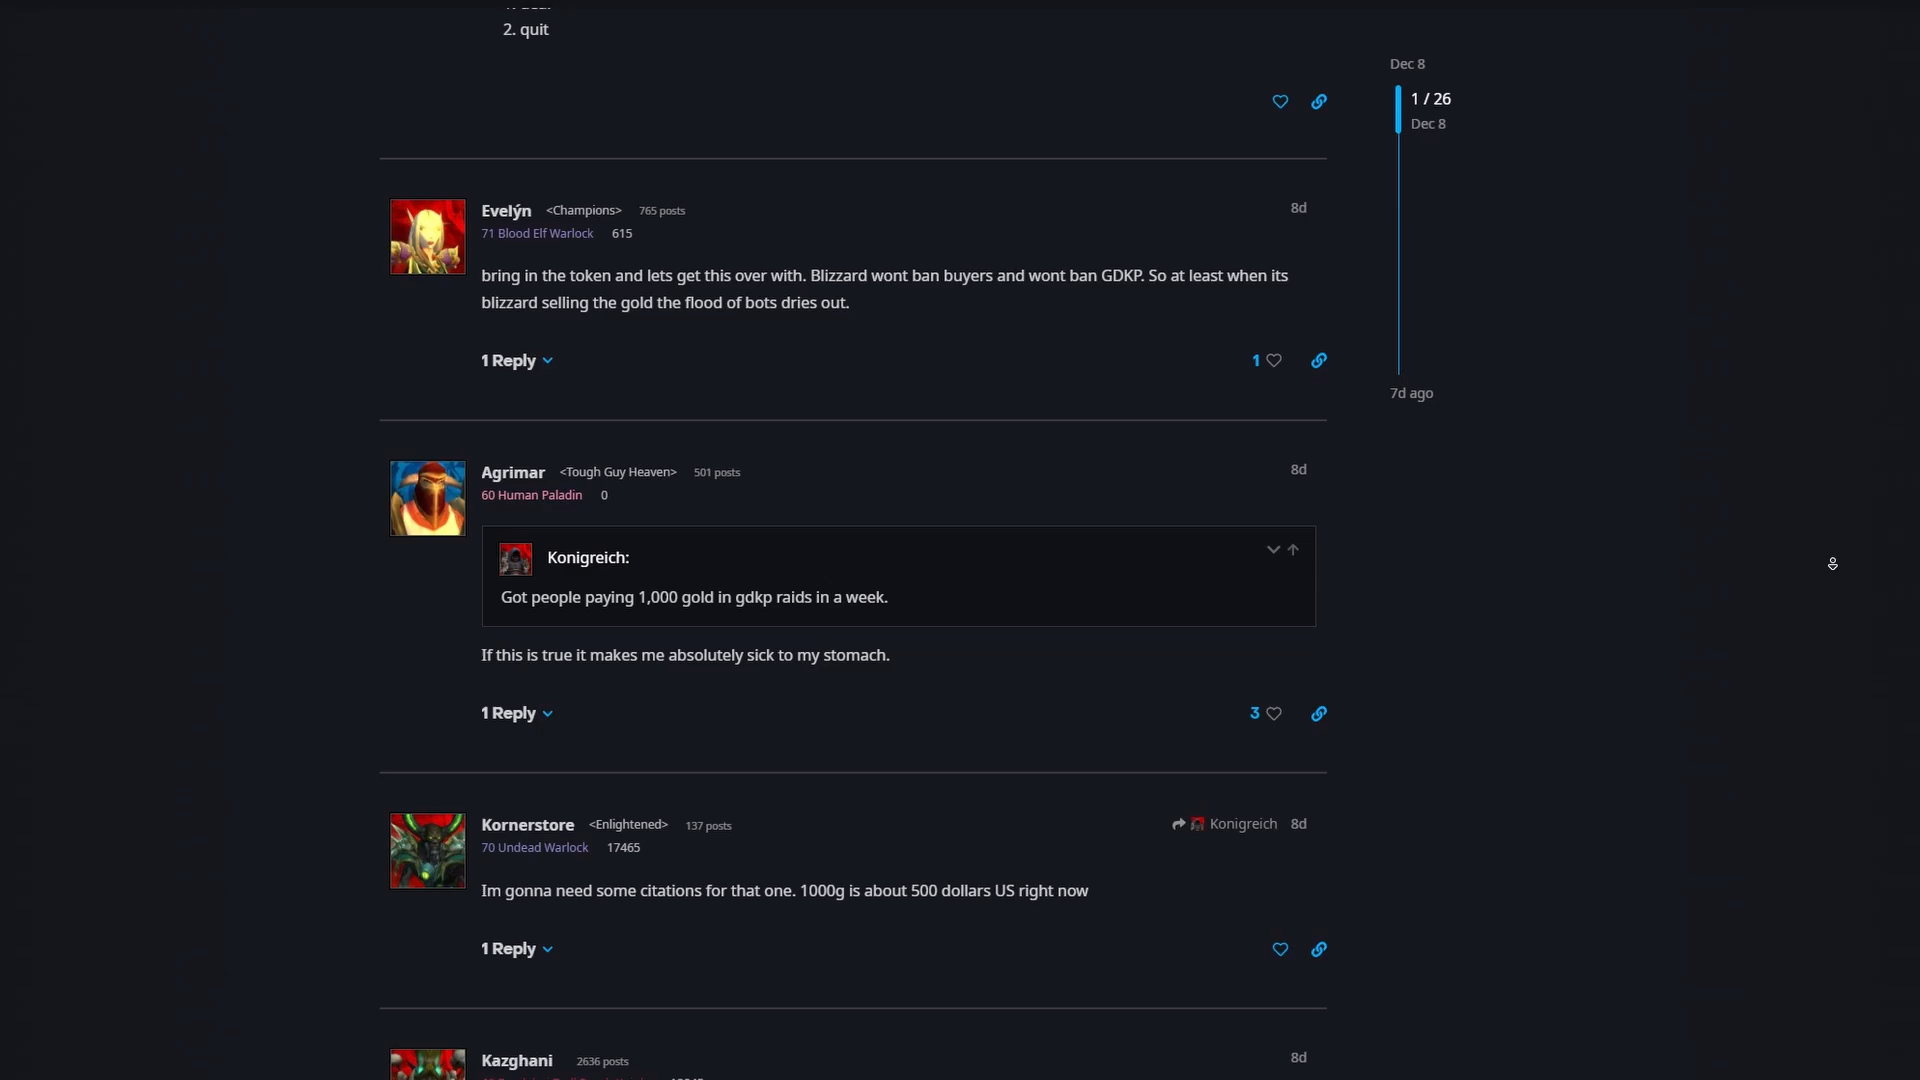 2. quit
Dec 8
1 / 26
Dec 8
Evelýn <Champions> 765 posts 8d
71 Blood Elf Warlock 615
bring in the token and lets get this over with. Blizzard wont ban buyers and wont ban GDKP. So at least when its
blizzard selling the gold the flood of bots dries out.
1 Reply 1
7d ago
Agrimar <Tough Guy Heaven> 501 posts 8d
60 Human Paladin 0
Konigreich:
Got people paying 1,000 gold in gdkp raids in a week.
If this is true it makes me absolutely sick to my stomach.
1 Reply 3
Kornerstore <Enlightened> 137 posts Konigreich 8d
70 Undead Warlock 17465
Im gonna need some citations for that one. 1000g is about 500 dollars US right now
1 Reply
Kazghani 2636 posts 8d